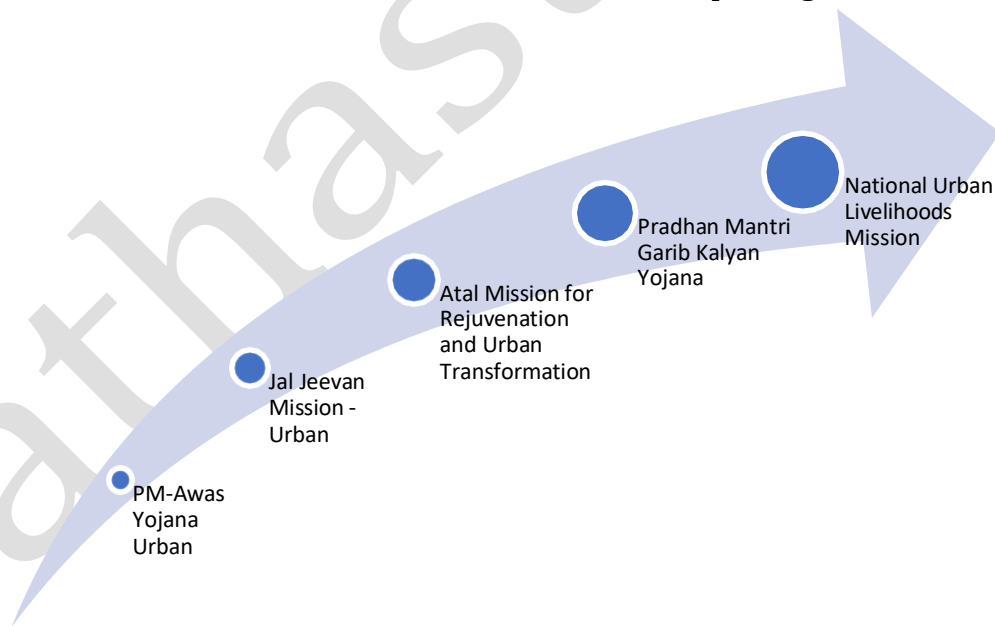 National Urban
Livelihoods
Mission
Pradhan Mantri
Garib Kalyan
Yojana
Atal Mission for
Rejuvenation
and Urban
Transformation
Jal Jeevan
Mission -
Urban
PM-Awas
Yojana
Urban